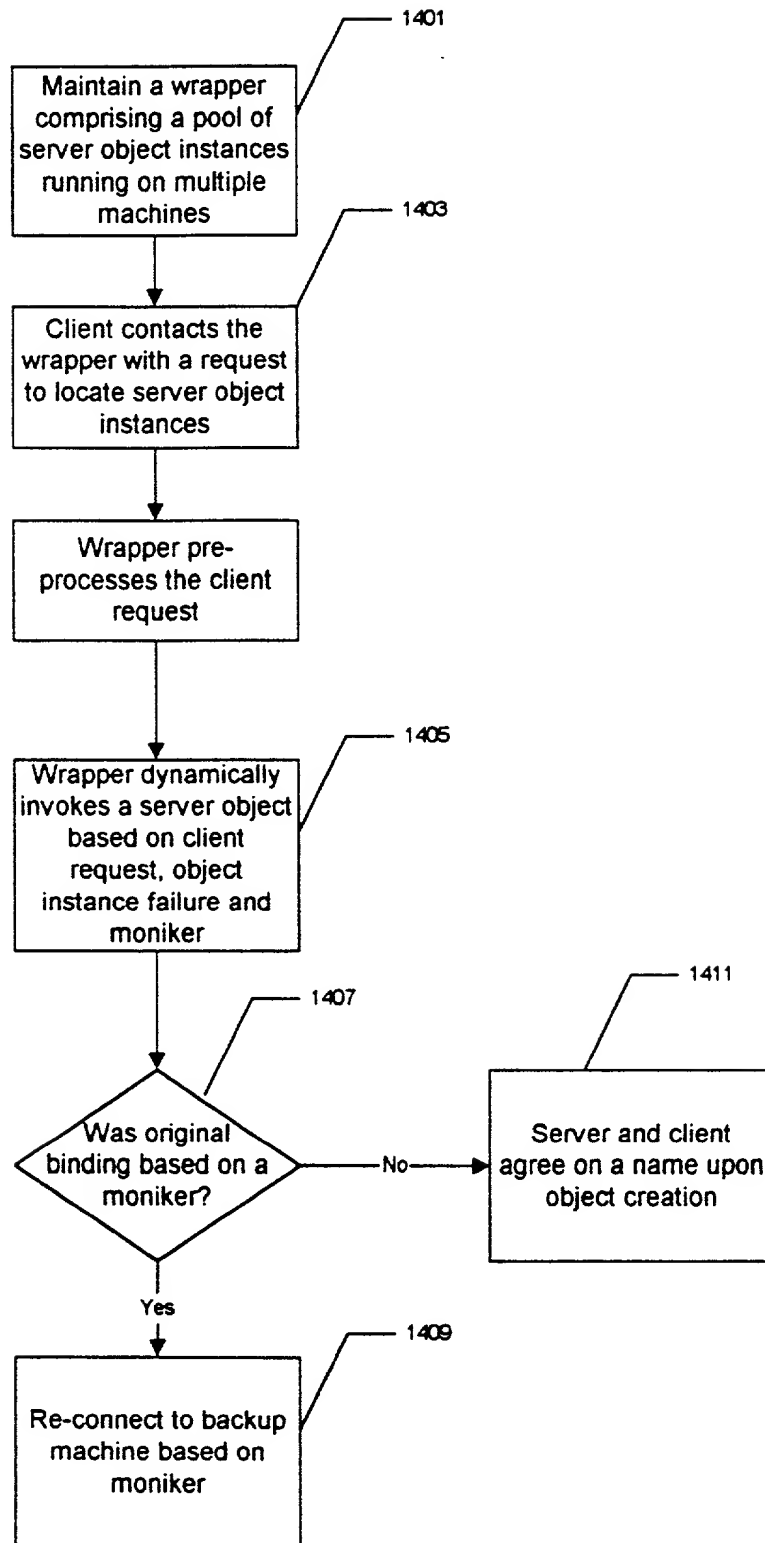 1401
Maintain a wrapper
comprising a pool of
server object instances
running on multiple
machines
1403
Client contacts the
wrapper with a request
to locate server object
instances
Wrapper pre-
processes the client
request
1405
Wrapper dynamically
invokes a server object
based on client
request, object
instance failure and
moniker
1407
Was original
binding based on a
moniker?
No
1411
Server and client
agree on a name upon
object creation
Yes
1409
Re-connect to backup
machine based on
moniker